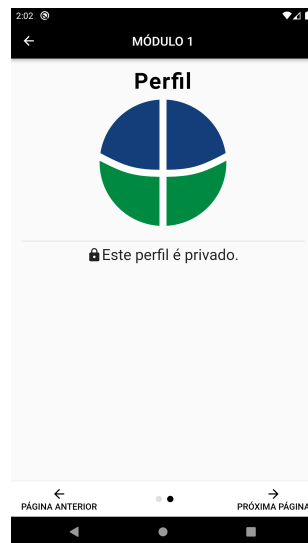 2:02
MÓDULO 1
Perfil
Este perfil é privado.
PÁGINA ANTERIOR
PRÓXIMA PÁGINA